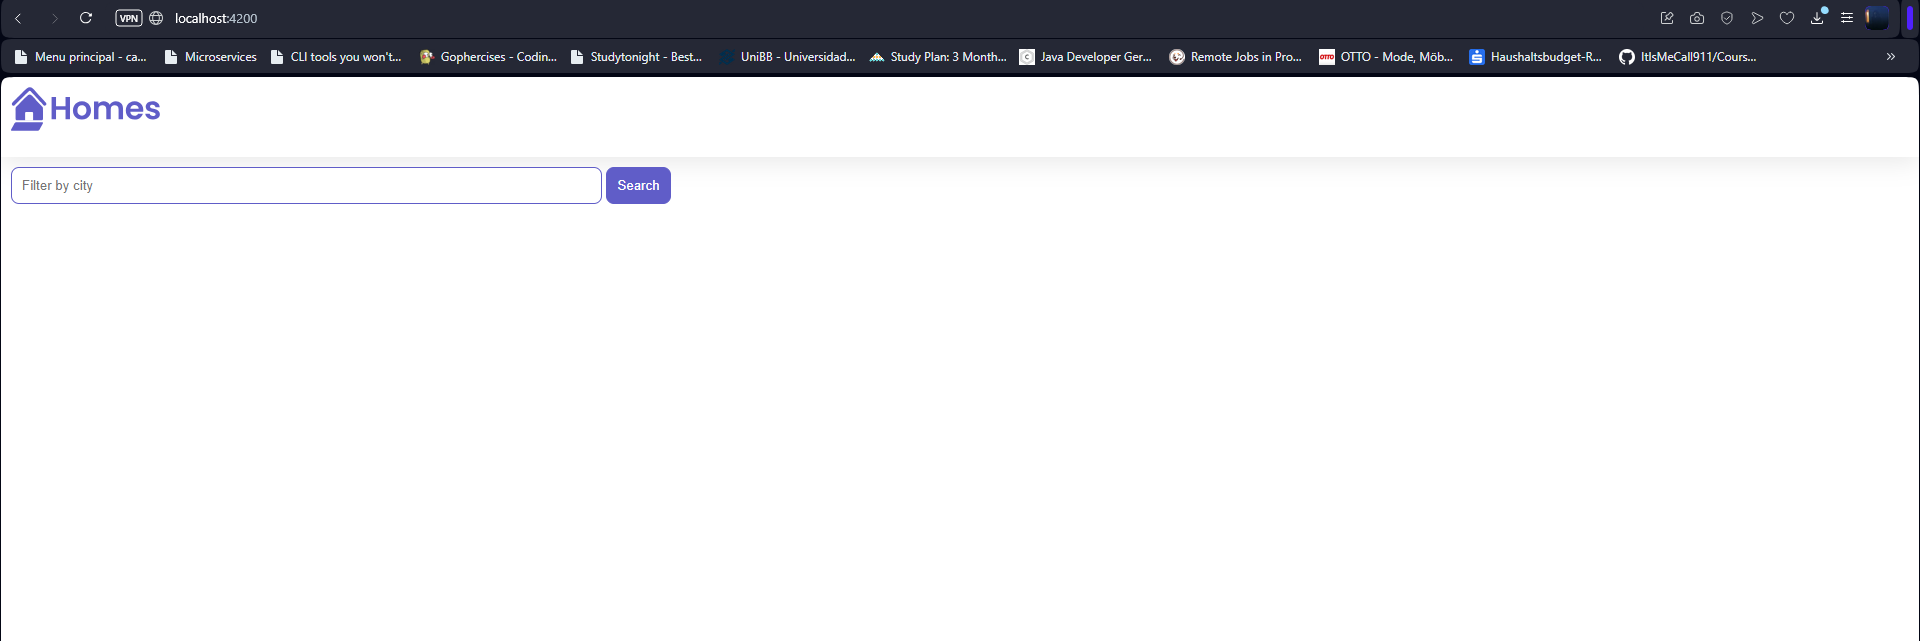 VPN localhost:4200
Menu principal - ca... Microservices CLI tools you won't... Gophercises - Codin... Studytonight - Best... UniBB - Universidad... Study Plan: 3 Month... Java Developer Ger... Remote Jobs in Pro... OTTO - Mode, Möb... Haushaltsbudget-R... ItIsMeCall911/Cours...
Homes
Filter by city Search